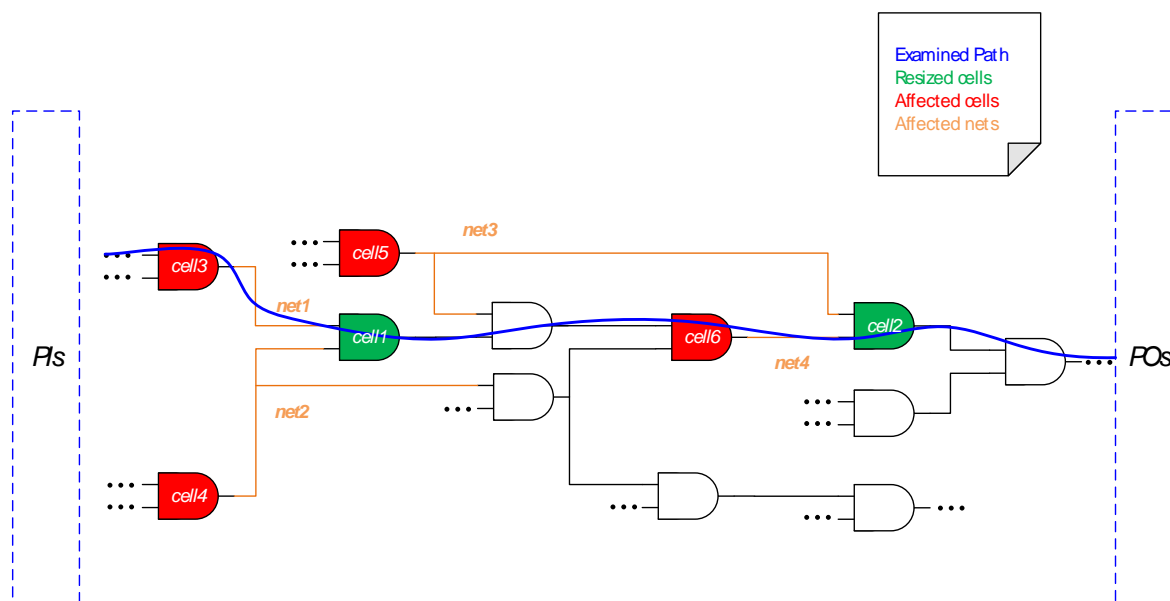 Examined Path
Resized cells
Affected cells
Affected nets
PIs
POs
cell3
net1
cell5
net3
cell1
cell6
net4
cell2
net2
cell4